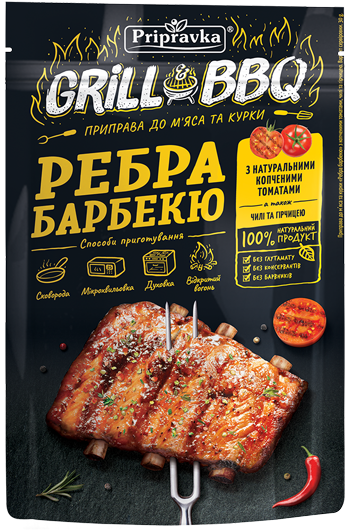 Pripravka
GRILL & BBQ
ПРИПРАВА ДО М'ЯСА ТА КУРКИ
РЕБРА
БАРБЕКЮ
З НАТУРАЛЬНИМИ
КОПЧЕНИМИ
ТОМАТАМИ
а також
ЧИЛІ ТА ГІРЧИЦЕЮ
100% НАТУРАЛЬНИЙ
ПРОДУКТ
БЕЗ ГЛУТАМАТУ
БЕЗ КОНСЕРВАНТІВ
БЕЗ БАРВНИКІВ
Способи приготування
Сковорода
Мікрохвильовка
Духовка
Відкритий
вогонь